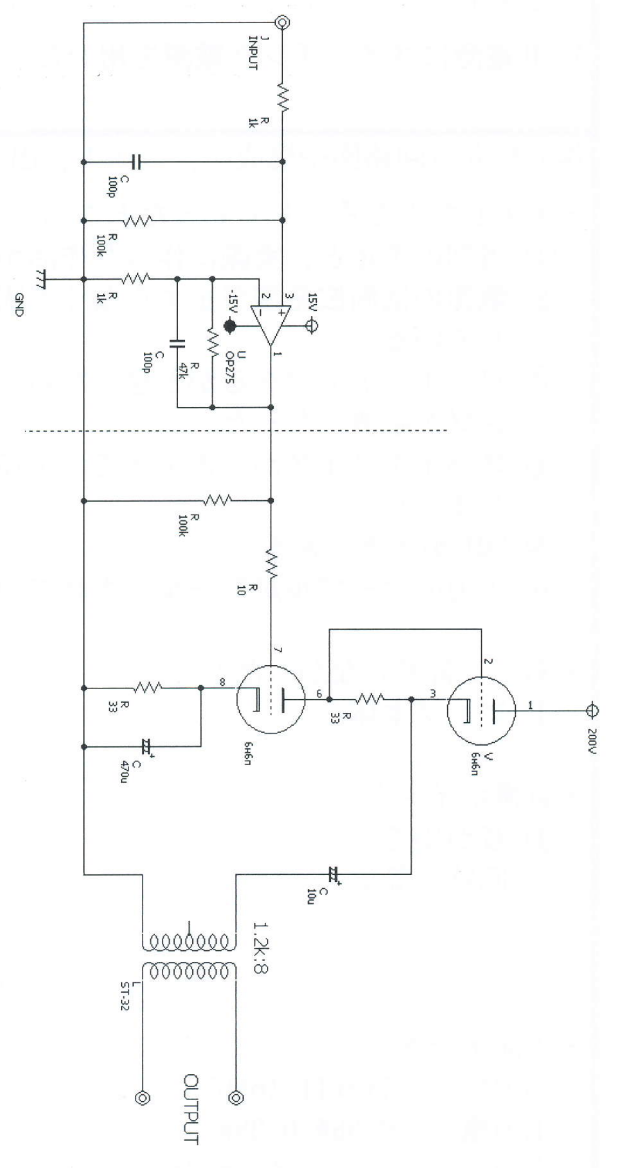 J
INPUT
R
1k
C
100p
R
100k
R
1k
GND
2
3
-
+
-15V
15V
1
U
OP275
R
47k
C
100p
R
100k
R
10
7
8
6
6н6п
R
33
C
470u
+
R
33
2
3
1
V
6н6п
200V
C
10u
+
1.2k:8
L
ST-32
OUTPUT